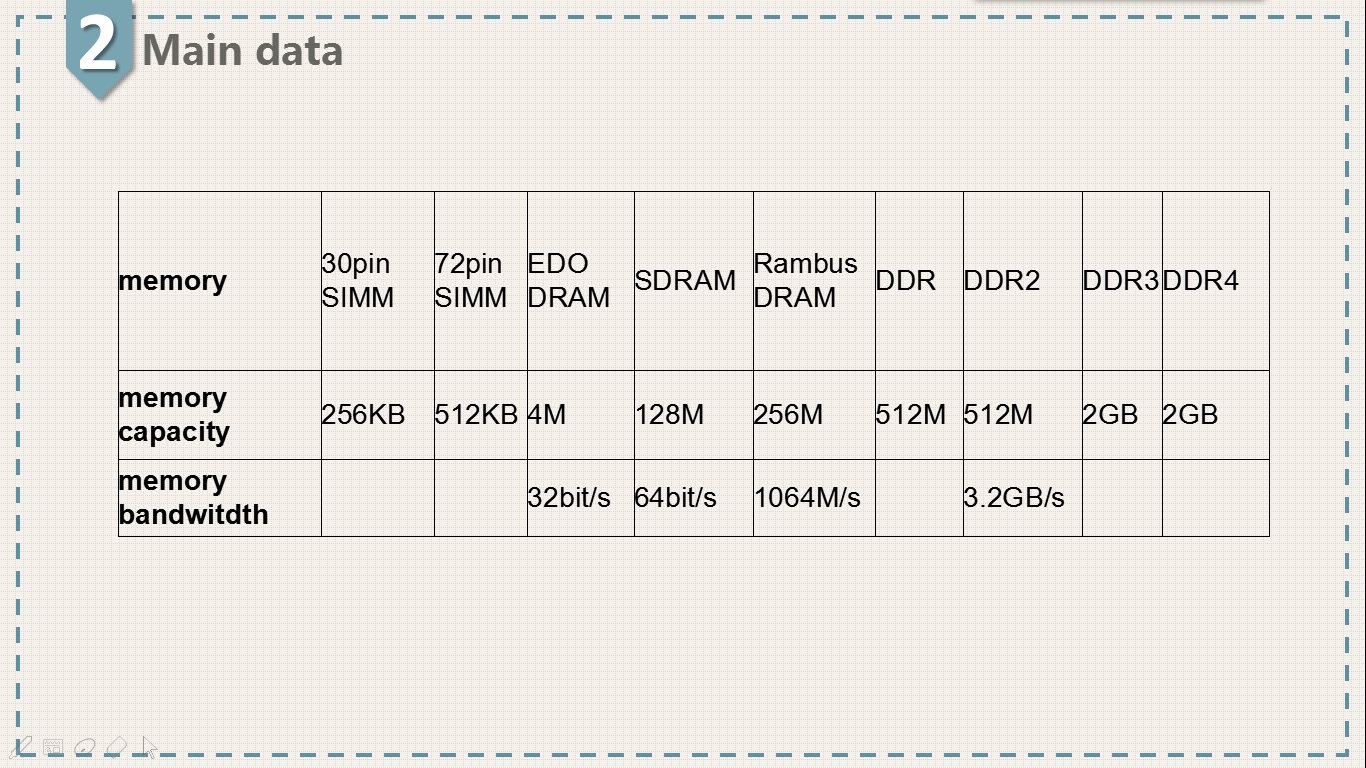 2 Main data
memory 30pin SIMM 72pin SIMM EDO DRAM SDRAM Rambus DRAM DDR DDR2 DDR3 DDR4
memory capacity 256KB 512KB 4M 128M 256M 512M 512M 2GB 2GB
memory bandwitdth 32bit/s 64bit/s 1064M/s 3.2GB/s